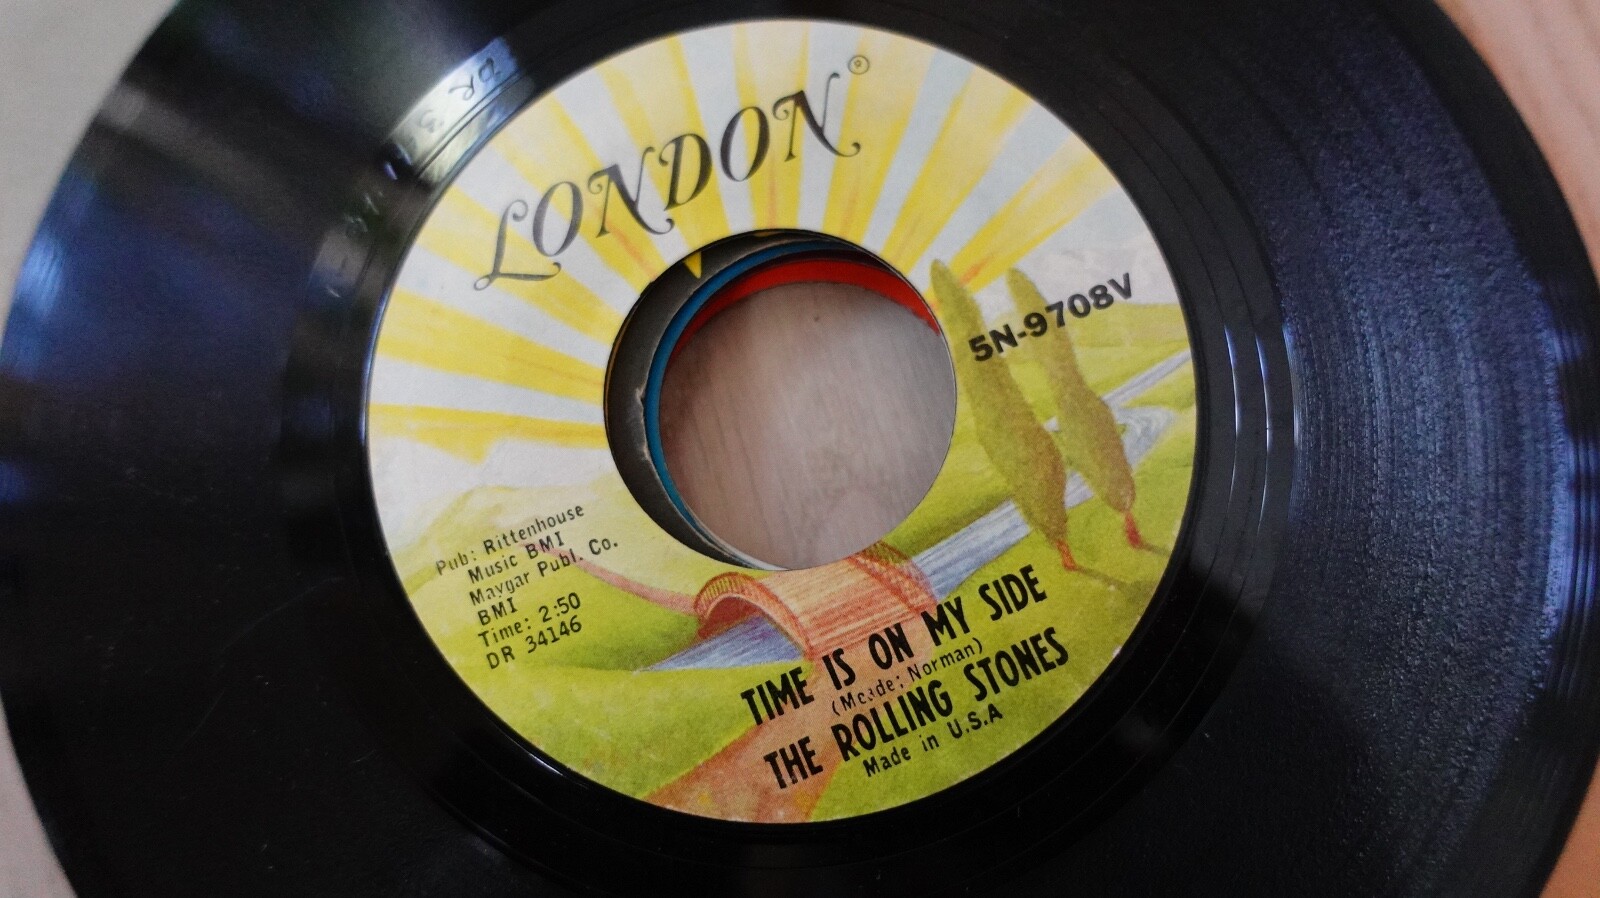 LONDON®
5N-9708V
Pub: Rittenhouse
Music BMI
Maygar Publ. Co.
BMI
Time: 2:50
DR 34146
TIME IS ON MY SIDE
(Meade; Norman)
THE ROLLING STONES
Made in U.S.A